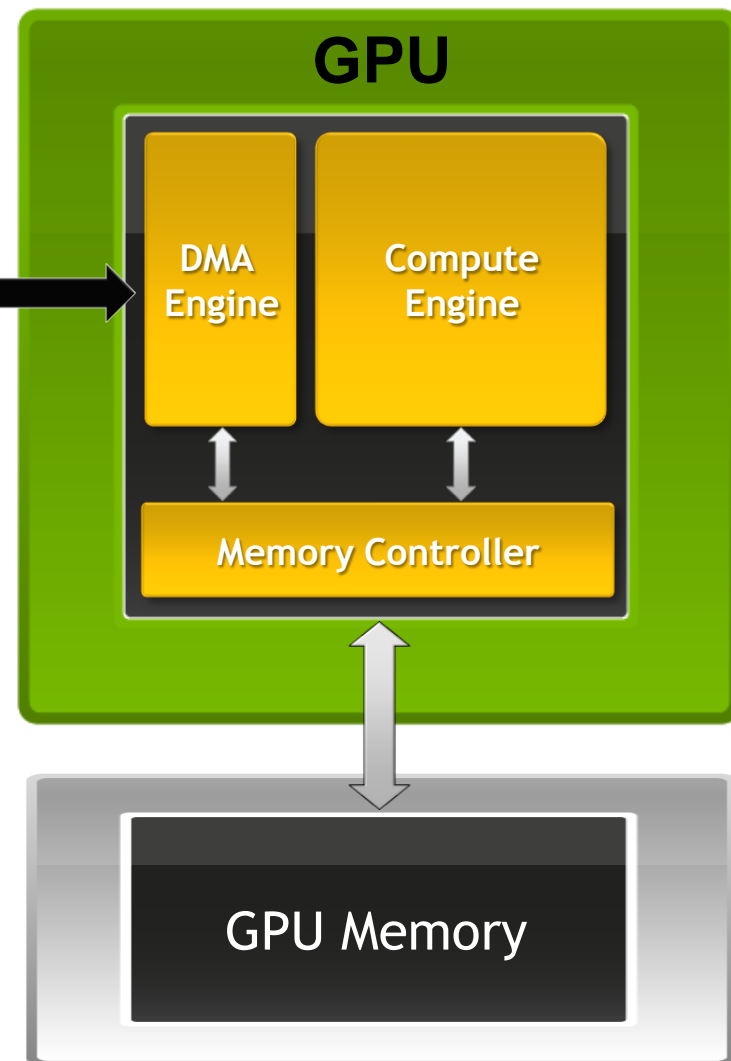 GPU
DMA
Engine
Compute
Engine
Memory Controller
GPU Memory